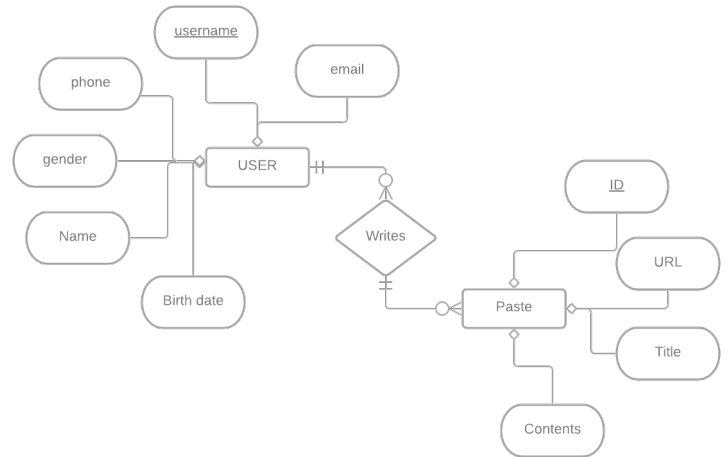 username
email
phone
gender
USER
Name
Birth date
Writes
ID
URL
Paste
Title
Contents